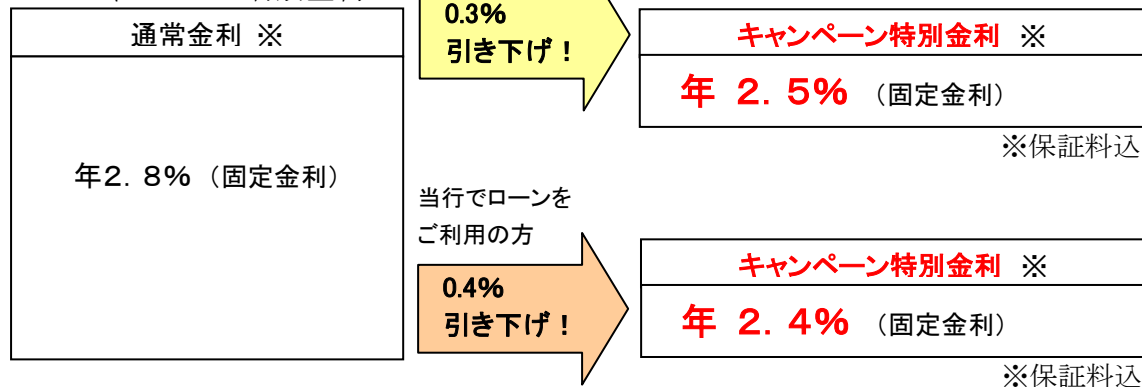 通常金利 ※
年2．8％（固定金利）
0.3%
引き下げ！
キャンペーン特別金利 ※
年 2．5％ （固定金利）
※保証料込
当行でローンを
ご利用の方
0.4%
引き下げ！
キャンペーン特別金利 ※
年 2．4％ （固定金利）
※保証料込